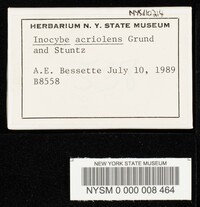 HERBARIUM N. Y. STATE MUSEUM
Inocybe acriolens Grund
and Stuntz
A.E. Bessette July 10, 1989
B8558
NEW YORK STATE MUSEUM
NYSM 0 000 008 464